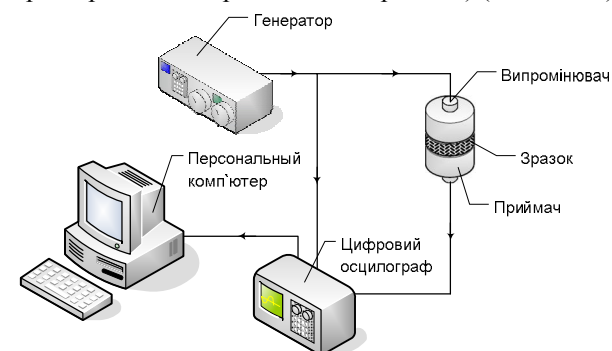 Генератор
Випромінювач
Зразок
Приймач
Персональный
комп`ютер
Цифровий
осцилограф